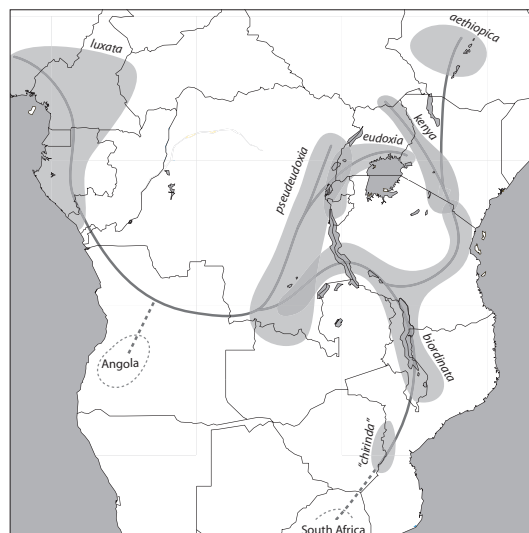 aethiopica
luxata
kenya
eudoxia
pseudeudoxia
biordinata
Angola
"chirinda"
South Africa